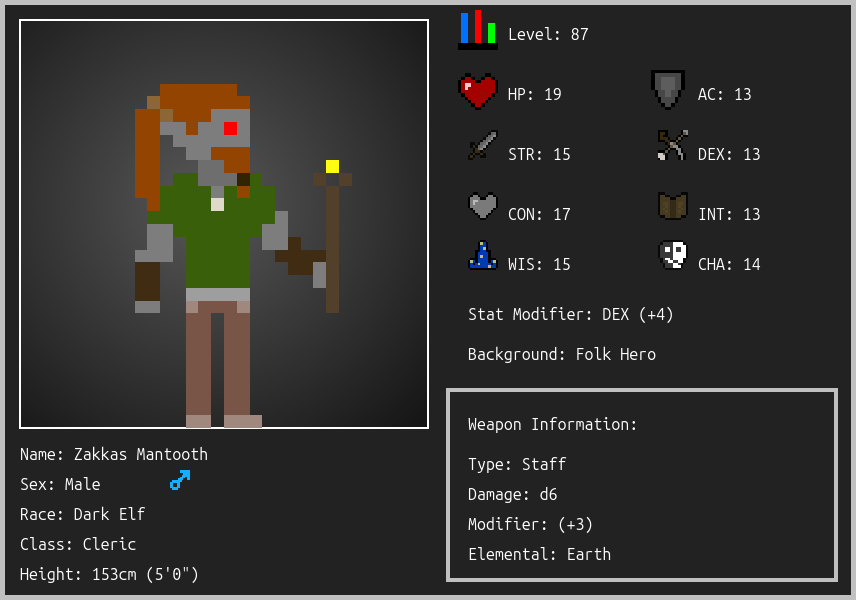 Level: 87
HP: 19
AC: 13
STR: 15
DEX: 13
CON: 17
INT: 13
WIS: 15
CHA: 14
Stat Modifier: DEX (+4)
Background: Folk Hero
Weapon Information:
Type: Staff
Damage: d6
Modifier: (+3)
Elemental: Earth
Name: Zakkas Mantooth
Sex: Male
Race: Dark Elf
Class: Cleric
Height: 153cm (5'0")